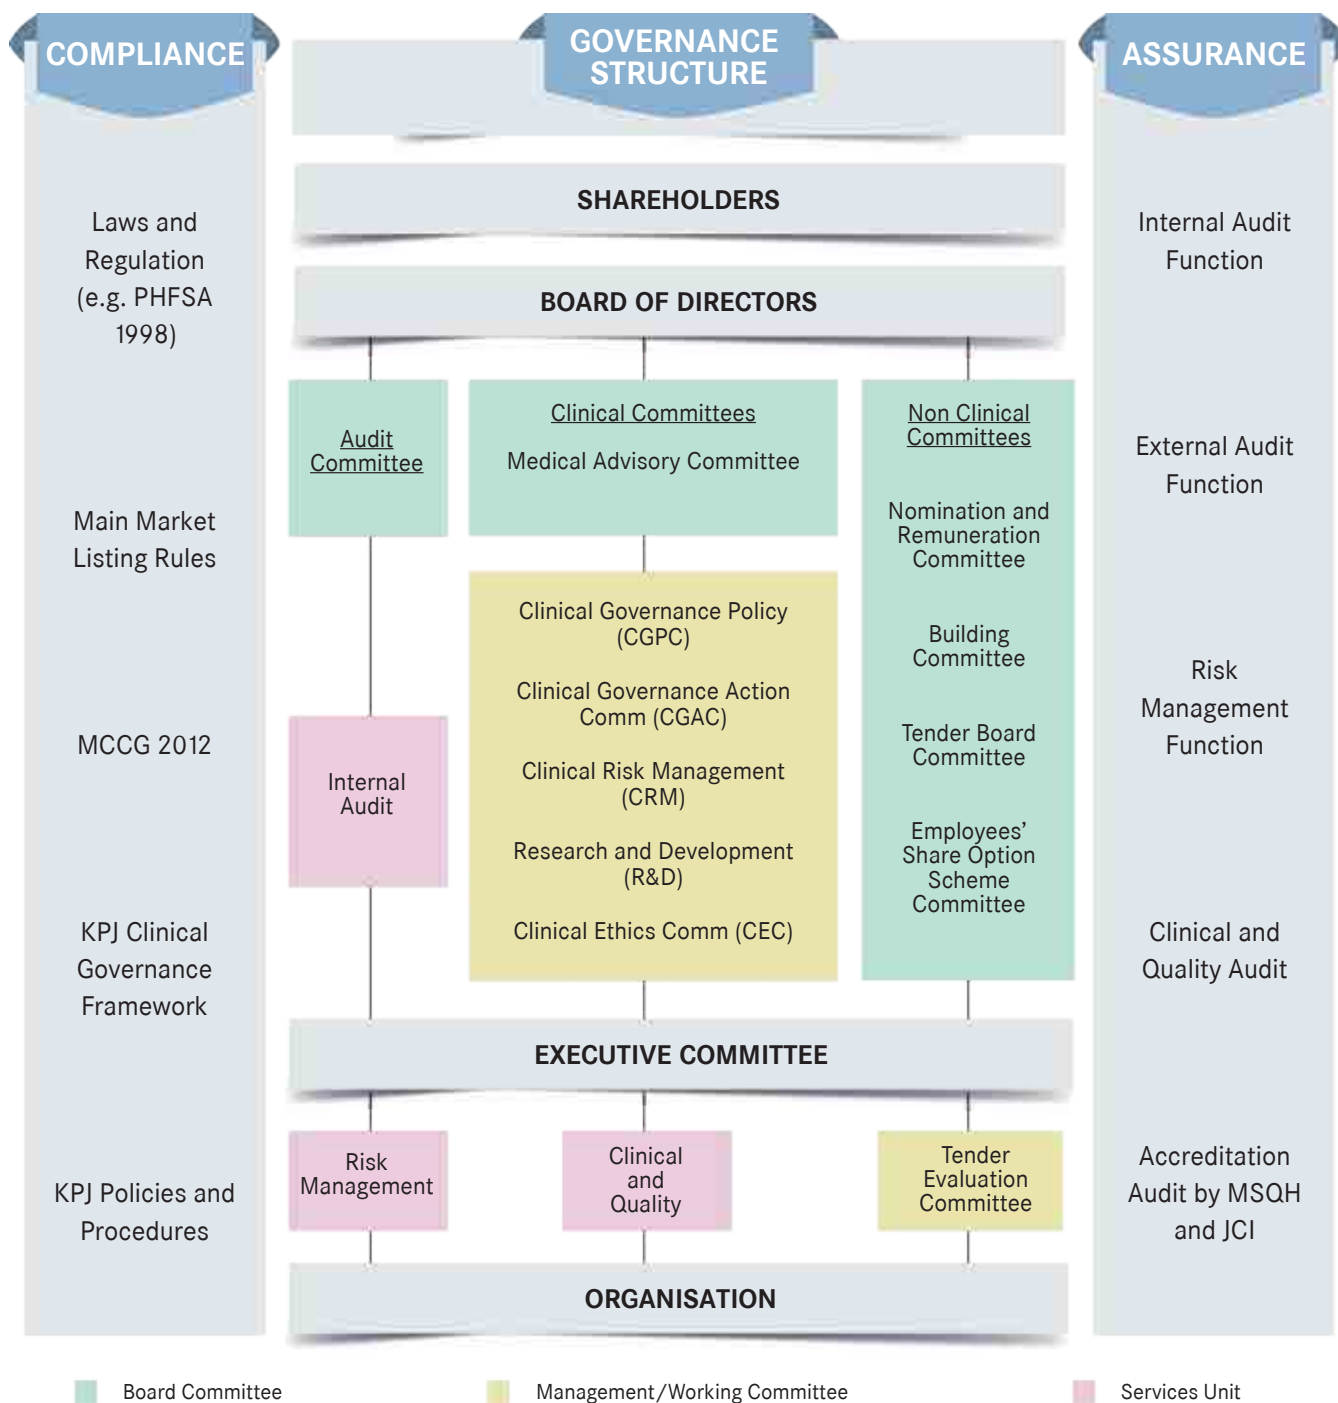 COMPLIANCE
Laws and
Regulation
(e.g. PHFSA
1998)
Main Market
Listing Rules
MCCG 2012
KPJ Clinical
Governance
Framework
KPJ Policies and
Procedures
GOVERNANCE
STRUCTURE
SHAREHOLDERS
BOARD OF DIRECTORS
Audit
Committee
Internal
Audit
Clinical Committees
Medical Advisory Committee
Clinical Governance Policy
(CGPC)
Clinical Governance Action
Comm (CGAC)
Clinical Risk Management
(CRM)
Research and Development
(R&D)
Clinical Ethics Comm (CEC)
Non Clinical
Committees
Nomination and
Remuneration
Committee
Building
Committee
Tender Board
Committee
Employees’
Share Option
Scheme
Committee
EXECUTIVE COMMITTEE
Risk
Management
Clinical
and
Quality
Tender
Evaluation
Committee
ORGANISATION
ASSURANCE
Internal Audit
Function
External Audit
Function
Risk
Management
Function
Clinical and
Quality Audit
Accreditation
Audit by MSQH
and JCI
Board Committee
Management/Working Committee
Services Unit